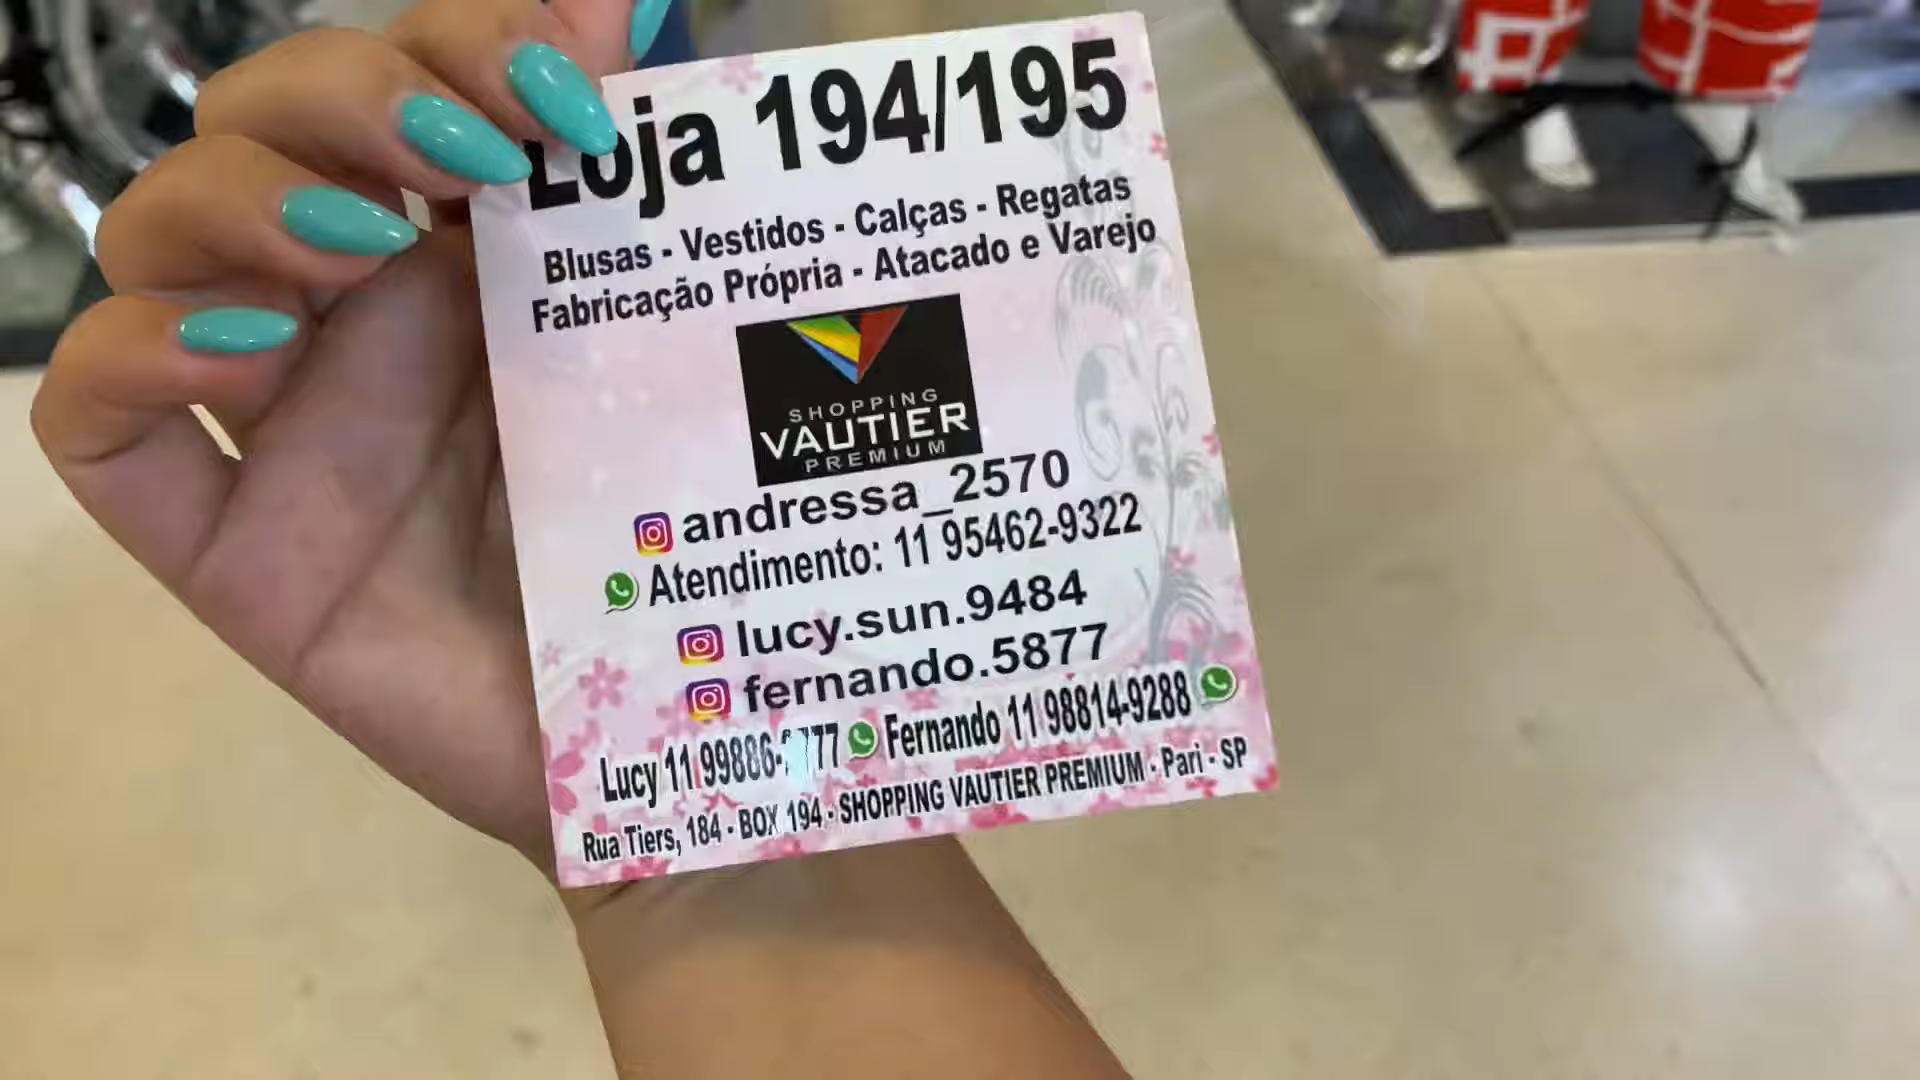 Loja 194/195
Blusas - Vestidos - Calças - Regatas
Fabricação Própria - Atacado e Varejo
SHOPPING
VAUTIER
PREMIUM
andressa_2570
Atendimento: 11 95462-9322
lucy.sun.9484
fernando.5877
Lucy 11 Fernando 11 98814-9288
Rua Tiers, 184 - BOX 194 - SHOPPING VAUTIER PREMIUM - Pari - SP